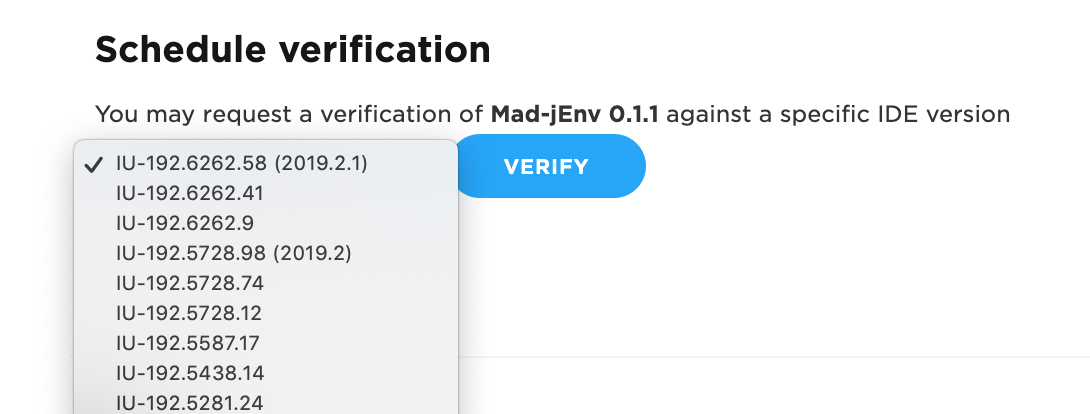 Schedule verification
You may request a verification of Mad-jEnv 0.1.1 against a specific IDE version
IU-192.6262.58 (2019.2.1)
VERIFY
IU-192.6262.41
IU-192.6262.9
IU-192.5728.98 (2019.2)
IU-192.5728.74
IU-192.5728.12
IU-192.5587.17
IU-192.5438.14
IU-192.5281.24